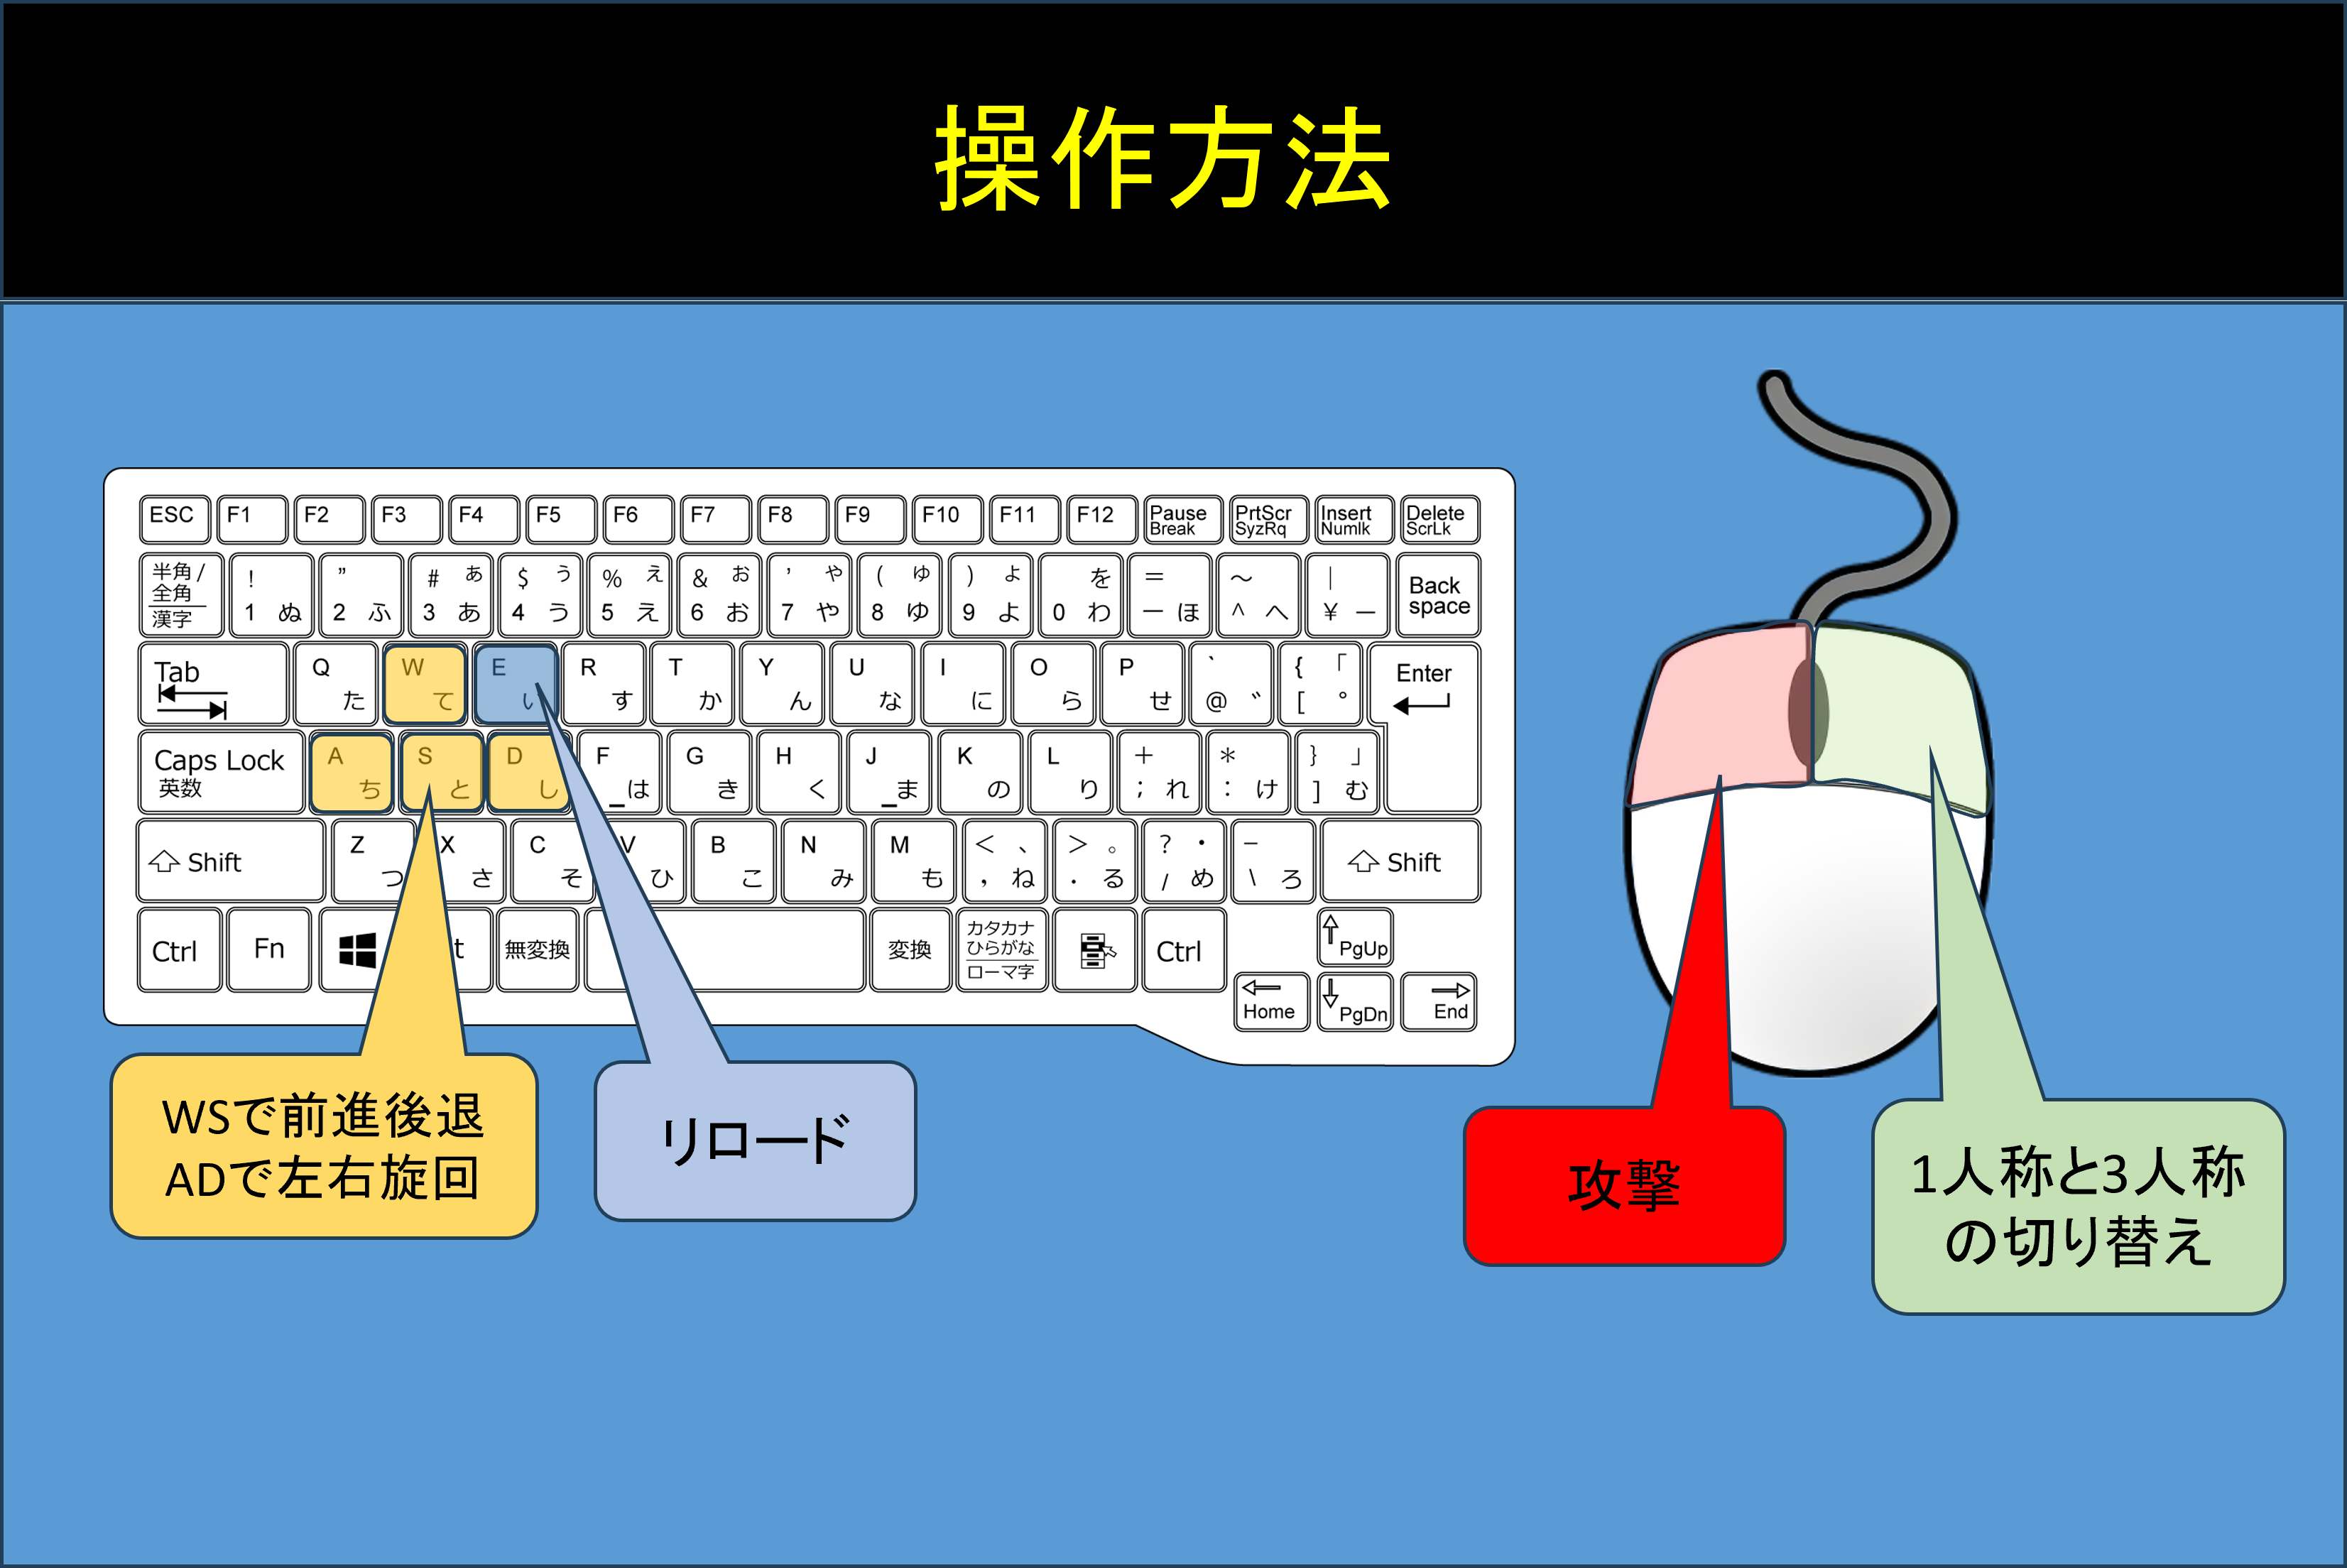 操作方法
ESC F1 F2 F3 F4 F5 F6 F7 F8 F9 F10 F11 F12 Pause Break PrtScr SyzRq Insert Numlk Delete ScrLk
半角/ 全角 漢字 ! 1 ぬ ” 2 ふ # あ 3 あ $ ぅ 4 う % ぇ 5 え & ぉ 6 お ’ ゃ 7 や ( ゅ 8 ゆ ) ょ 9 よ を 0 わ = ー ほ ～ ^ へ | ¥ ー Back space
Tab Q た W て E い R す T か Y ん U な I に O ら P せ ` @ ゛ { 「 [ ゜ Enter
Caps Lock 英数 A ち S と D し F は G き H く J ま K の L り + ; れ * : け } 」 ] む
Shift Z つ X さ C そ V ひ B こ N み M も < 、 , ね > 。 . る ? ・ / め _ \ ろ Shift
Ctrl Fn t 無変換 変換 カタカナ ひらがな ローマ字 Ctrl PgUp
Home PgDn End
WSで前進後退
ADで左右旋回
リロード
攻撃
1人称と3人称
の切り替え